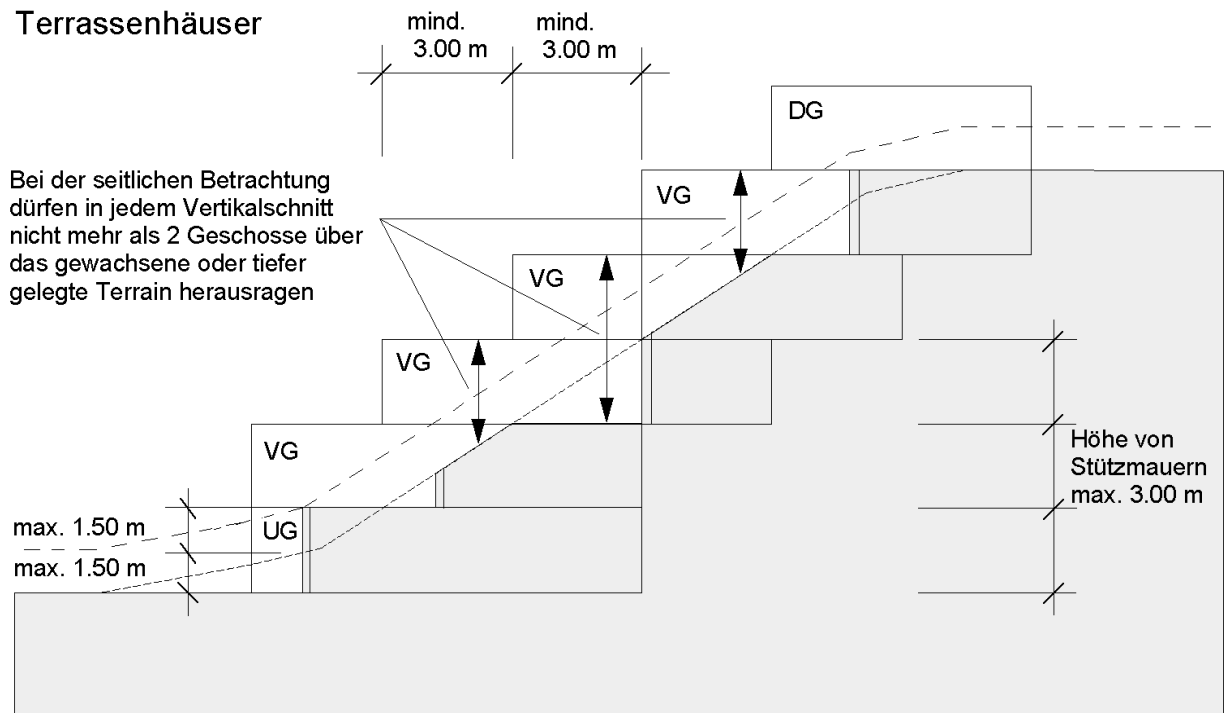 Terrassenhäuser
mind.
3.00 m
mind.
3.00 m
DG
Bei der seitlichen Betrachtung
dürfen in jedem Vertikalschnitt
nicht mehr als 2 Geschosse über
das gewachsene oder tiefer
gelegte Terrain herausragen
VG
VG
VG
VG
Höhe von
Stützmauern
max. 3.00 m
max. 1.50 m
UG
max. 1.50 m